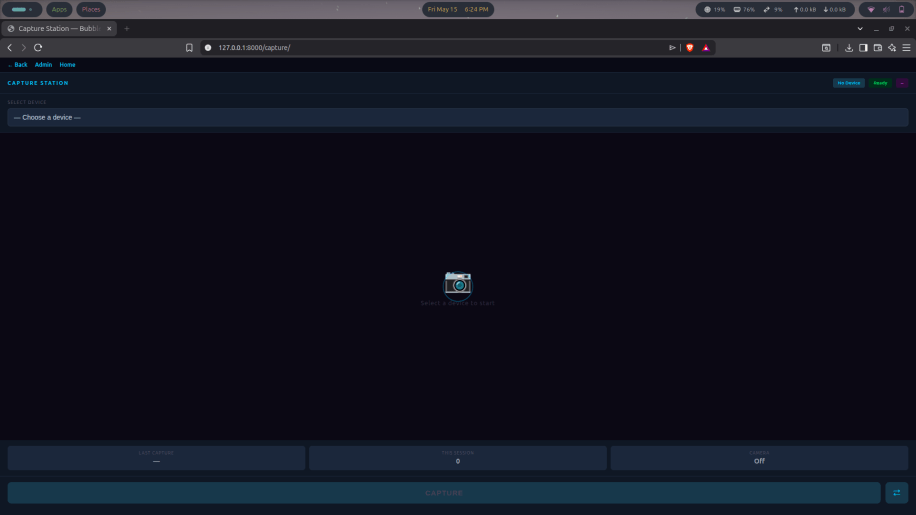 Apps Places Fri May 15 6:24 PM 19% 76% 9% 0.0 kB 0.0 kB
Capture Station — Bubbl
127.0.0.1:8000/capture/
← Back Admin Home
CAPTURE STATION No Device Ready —
SELECT DEVICE
— Choose a device —
Select a device to start
LAST CAPTURE THIS SESSION CAMERA
— 0 Off
CAPTURE